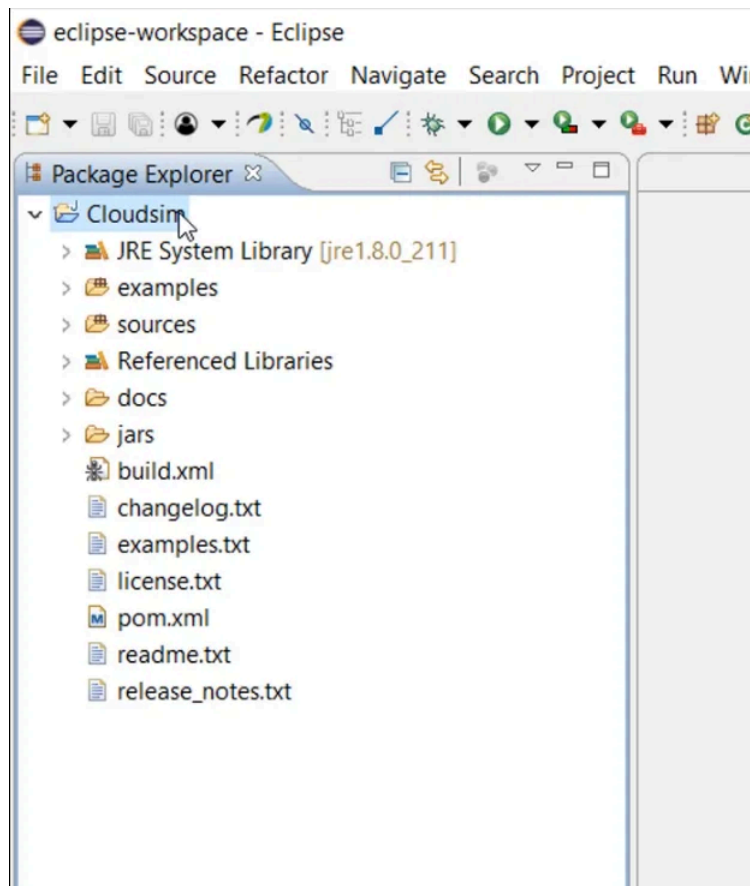 eclipse-workspace - Eclipse
File Edit Source Refactor Navigate Search Project Run
Package Explorer
Cloudsim
JRE System Library [jre1.8.0_211]
examples
sources
Referenced Libraries
docs
jars
build.xml
changelog.txt
examples.txt
license.txt
pom.xml
readme.txt
release_notes.txt